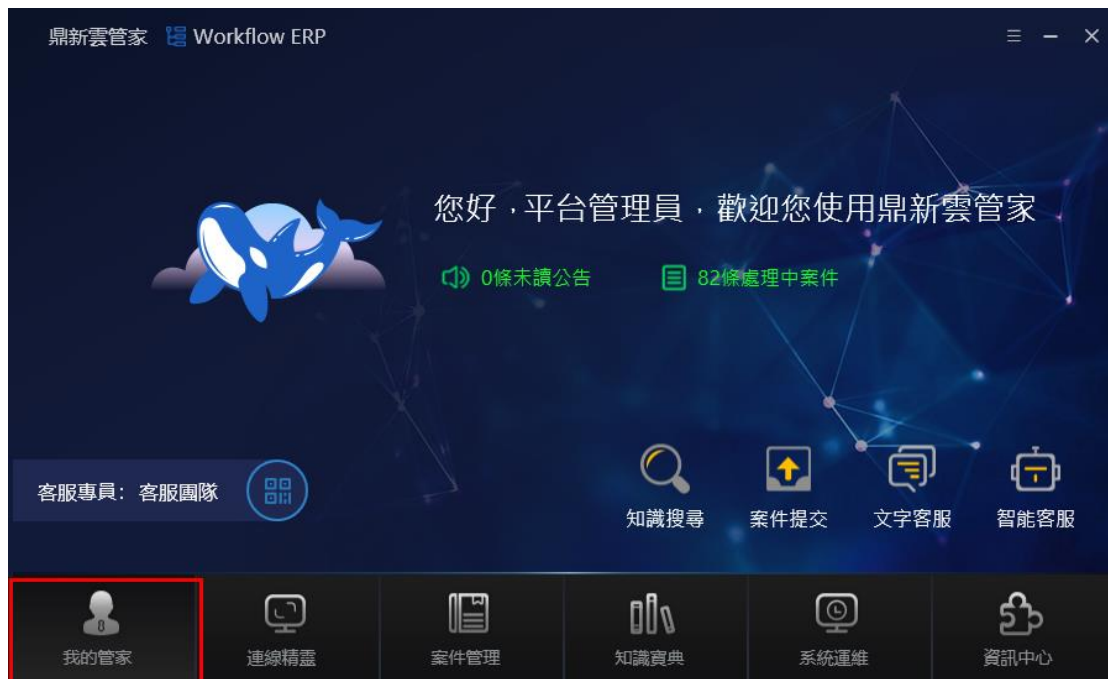 鼎新雲管家 Workflow ERP
您好,平台管理員,歡迎您使用鼎新雲管家
0條未讀公告 82條處理中案件
客服專員：客服團隊
知識搜尋 案件提交 文字客服 智能客服
我的管家 連線精靈 案件管理 知識寶典 系統運維 資訊中心